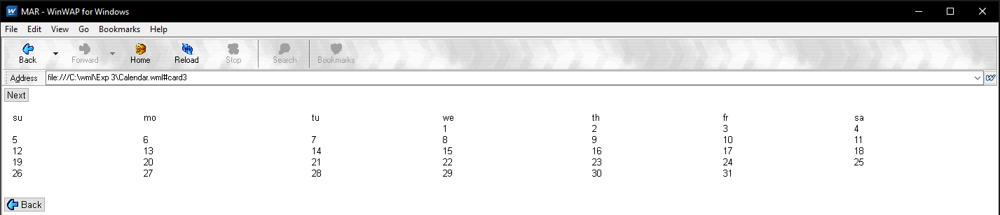 MAR - WinWAP for Windows
File Edit View Go Bookmarks Help
Back Forward Home Reload Stop Search Bookmarks
Address file:///C:\wml\Exp 3\Calendar.wml#card3
Next
su mo tu we th fr sa
1 2 3 4
5 6 7 8 9 10 11
12 13 14 15 16 17 18
19 20 21 22 23 24 25
26 27 28 29 30 31
Back